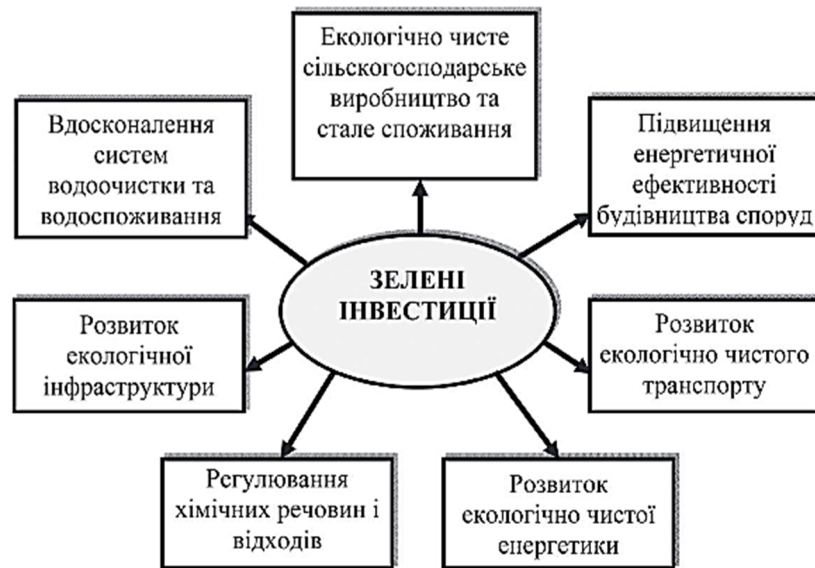 Екологічно чисте
сільскогосподарське
виробництво та
стале споживання
Вдосконалення
систем
водоочистки та
водоспоживання
Підвищення
енергетичної
ефективності
будівництва споруд
ЗЕЛЕНІ
ІНВЕСТИЦІЇ
Розвиток
екологічної
інфраструктури
Розвиток
екологічно чистого
транспорту
Регулювання
хімічних речовин і
відходів
Розвиток
екологічно чистої
енергетики